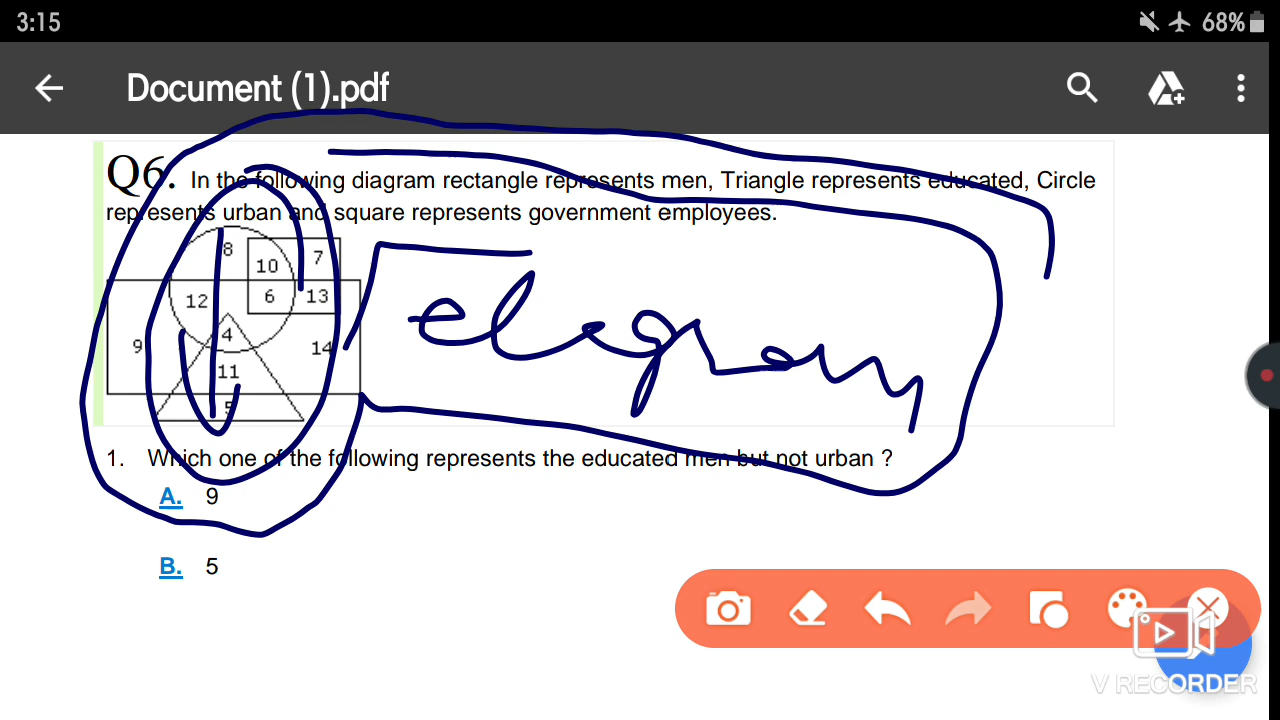 3:15
68%
Document (1).pdf
Q6. In the following diagram rectangle represents men, Triangle represents educated, Circle
represents urban and square represents government employees.
8
10
7
12
6
13
9
4
14
11
5
1. Which one of the following represents the educated men but not urban ?
A. 9
B. 5
V RECORDER